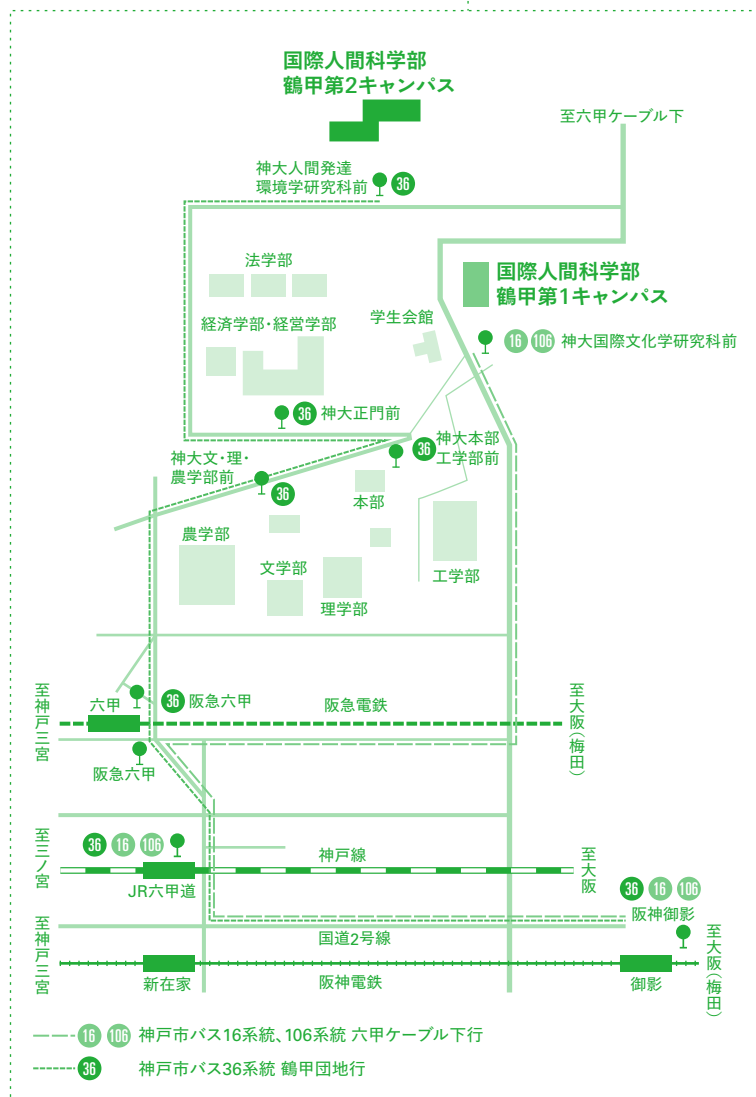 国際人間科学部
鶴甲第2キャンパス
至六甲ケーブル下
神大人間発達
環境学研究科前
36
法学部
国際人間科学部
鶴甲第1キャンパス
経済学部・経営学部
学生会館
16 106 神大国際文化学研究科前
36 神大正門前
36 神大本部
工学部前
神大文・理・
農学部前
36
本部
農学部
文学部
理学部
工学部
至神戸三宮
六甲
36 阪急六甲
阪急電鉄
至大阪(梅田)
阪急六甲
至三ノ宮
36 16 106
JR六甲道
神戸線
至大阪
36 16 106
阪神御影
至神戸三宮
国道2号線
新在家
阪神電鉄
御影
至大阪(梅田)
16 106 神戸市バス16系統、106系統 六甲ケーブル下行
36 神戸市バス36系統 鶴甲団地行